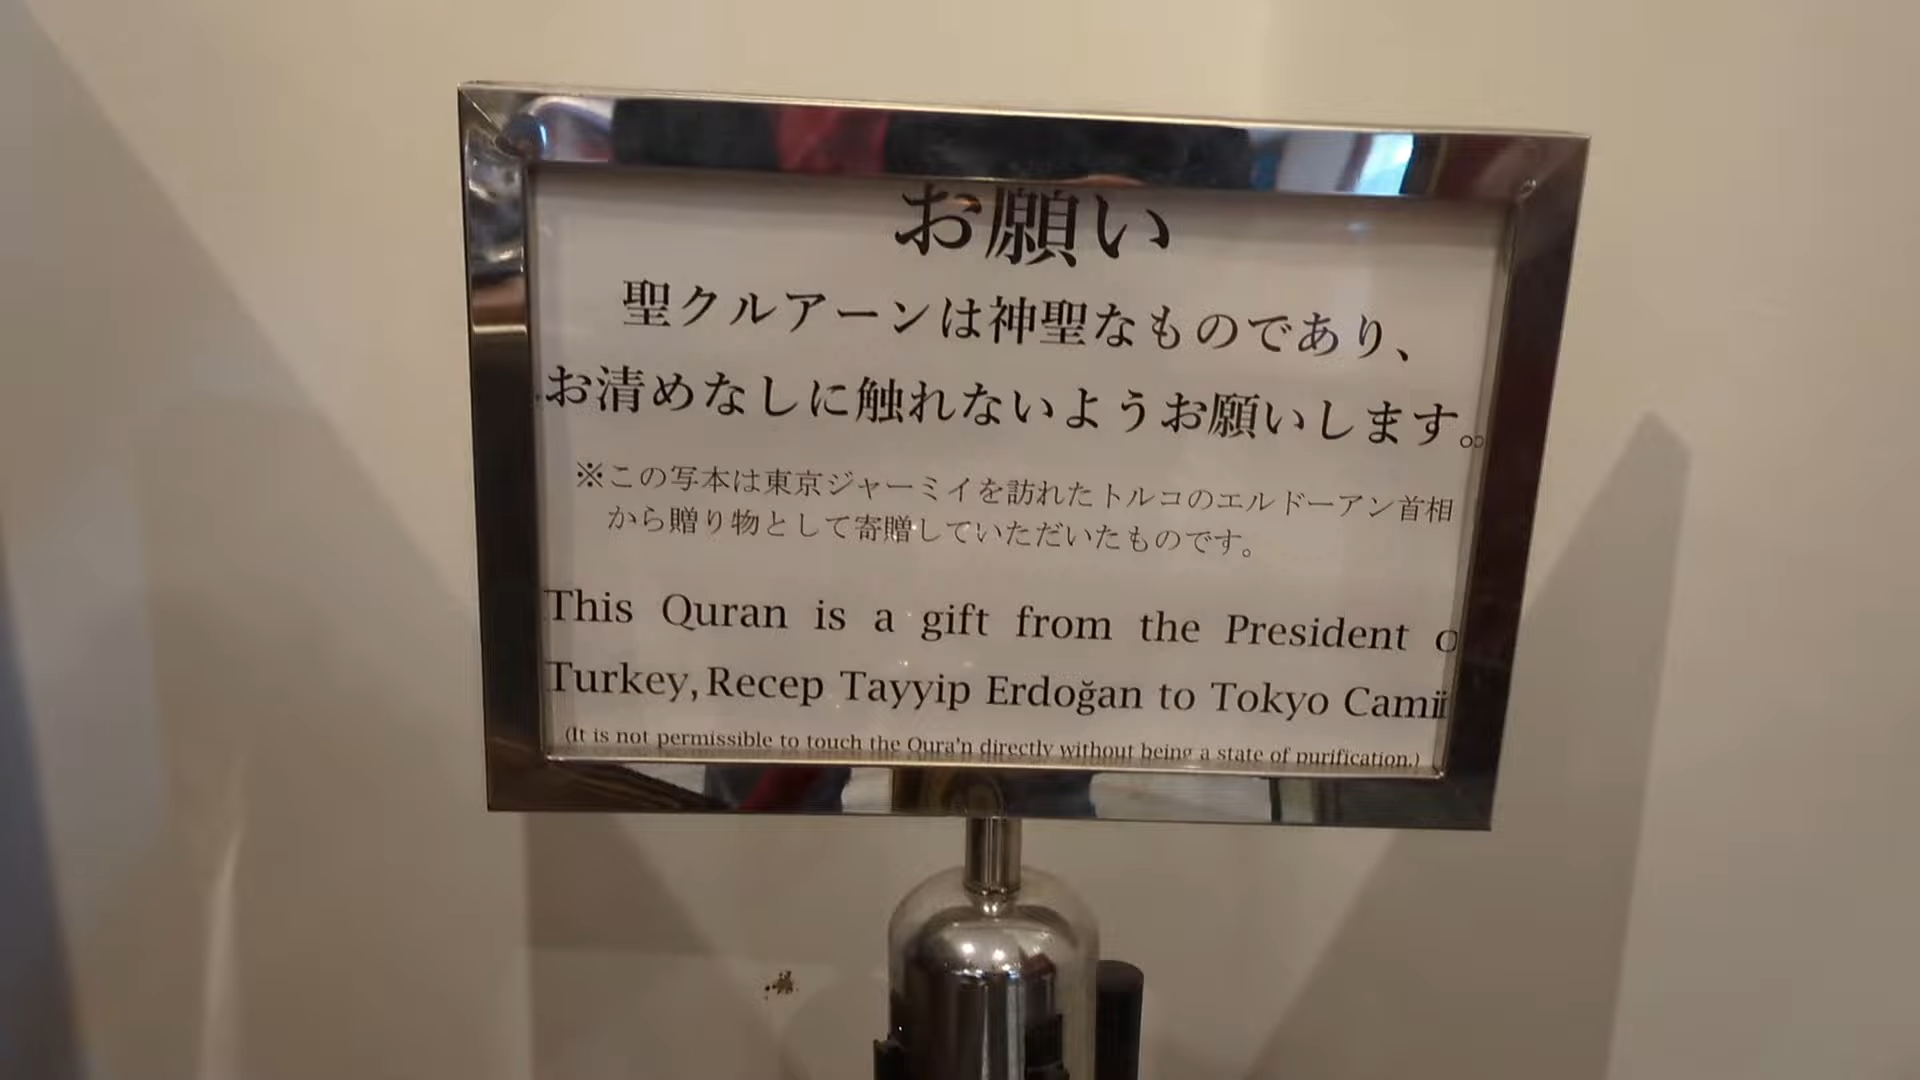 お願い
聖クルアーンは神聖なものであり、
お清めなしに触れないようお願いします。
※この写本は東京ジャーミイを訪れたトルコのエルドーアン首相
から贈り物として寄贈していただいたものです。
This Quran is a gift from the President o
Turkey, Recep Tayyip Erdoğan to Tokyo Camii
(It is not permissible to touch the Qura'n directly without being a state of purification.)